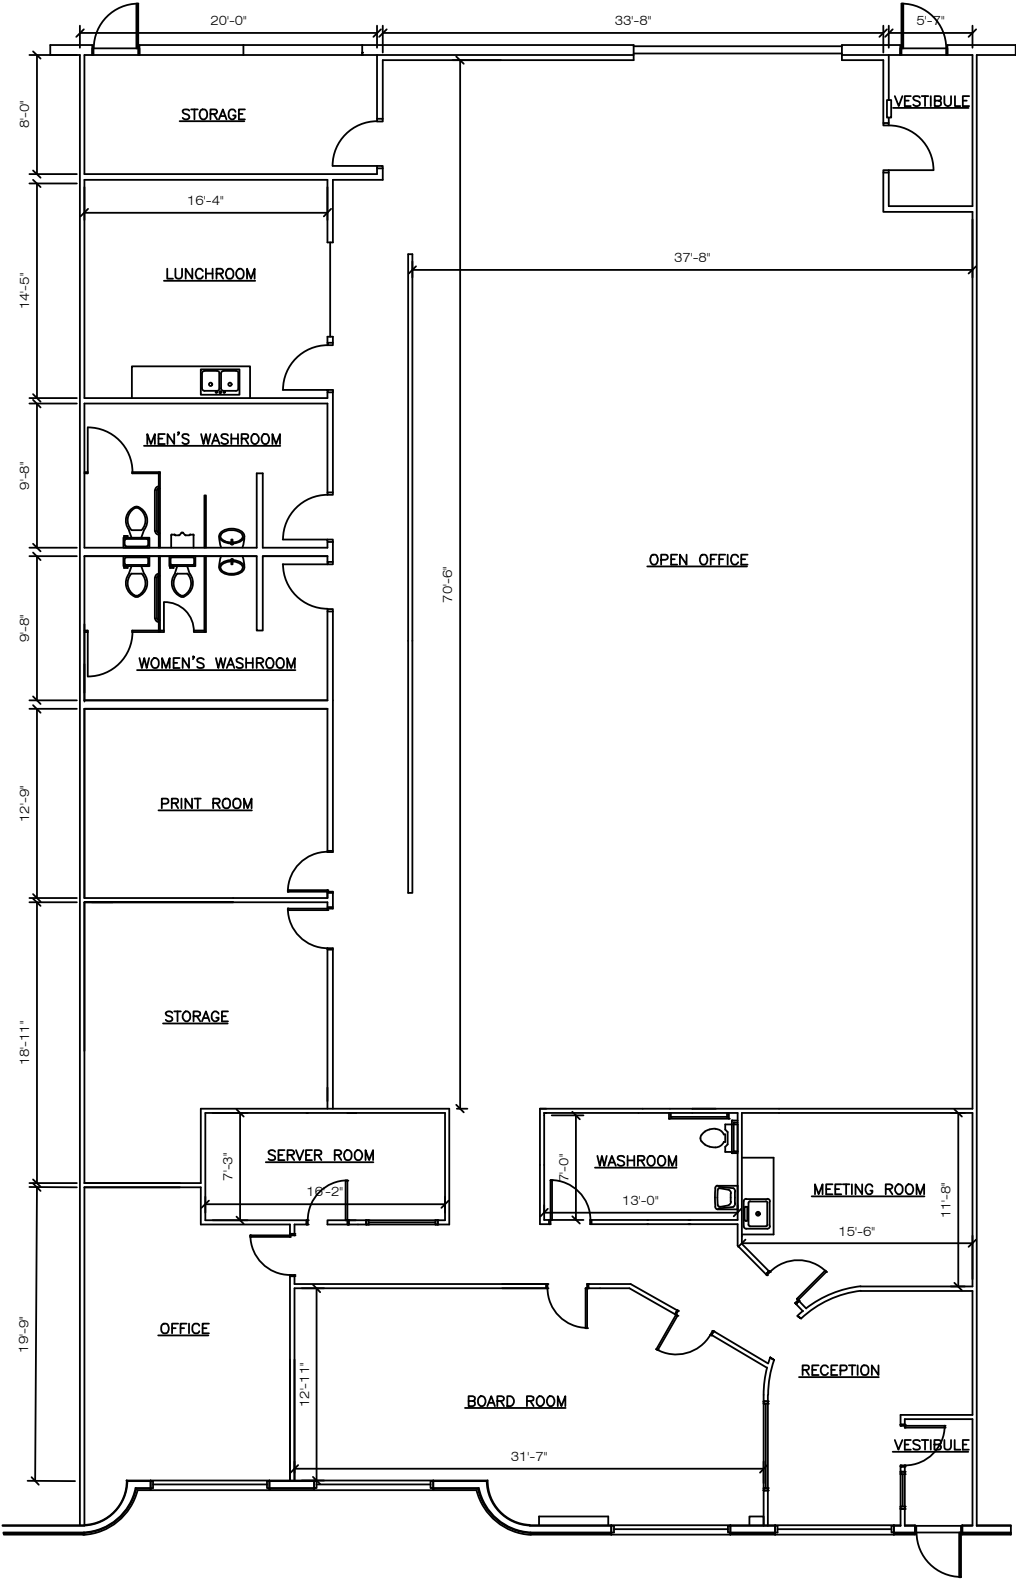 20'-0"
33'-8"
5'-7"
8'-0"
STORAGE
VESTIBULE
16'-4"
37'-8"
14'-5"
LUNCHROOM
9'-8"
MEN'S WASHROOM
70'-6"
OPEN OFFICE
9'-8"
WOMEN'S WASHROOM
12'-9"
PRINT ROOM
18'-11"
STORAGE
7'-3"
SERVER ROOM
16'-2"
7'-0"
WASHROOM
13'-0"
MEETING ROOM
11'-8"
15'-6"
19'-9"
OFFICE
12'-11"
BOARD ROOM
31'-7"
RECEPTION
VESTIBULE